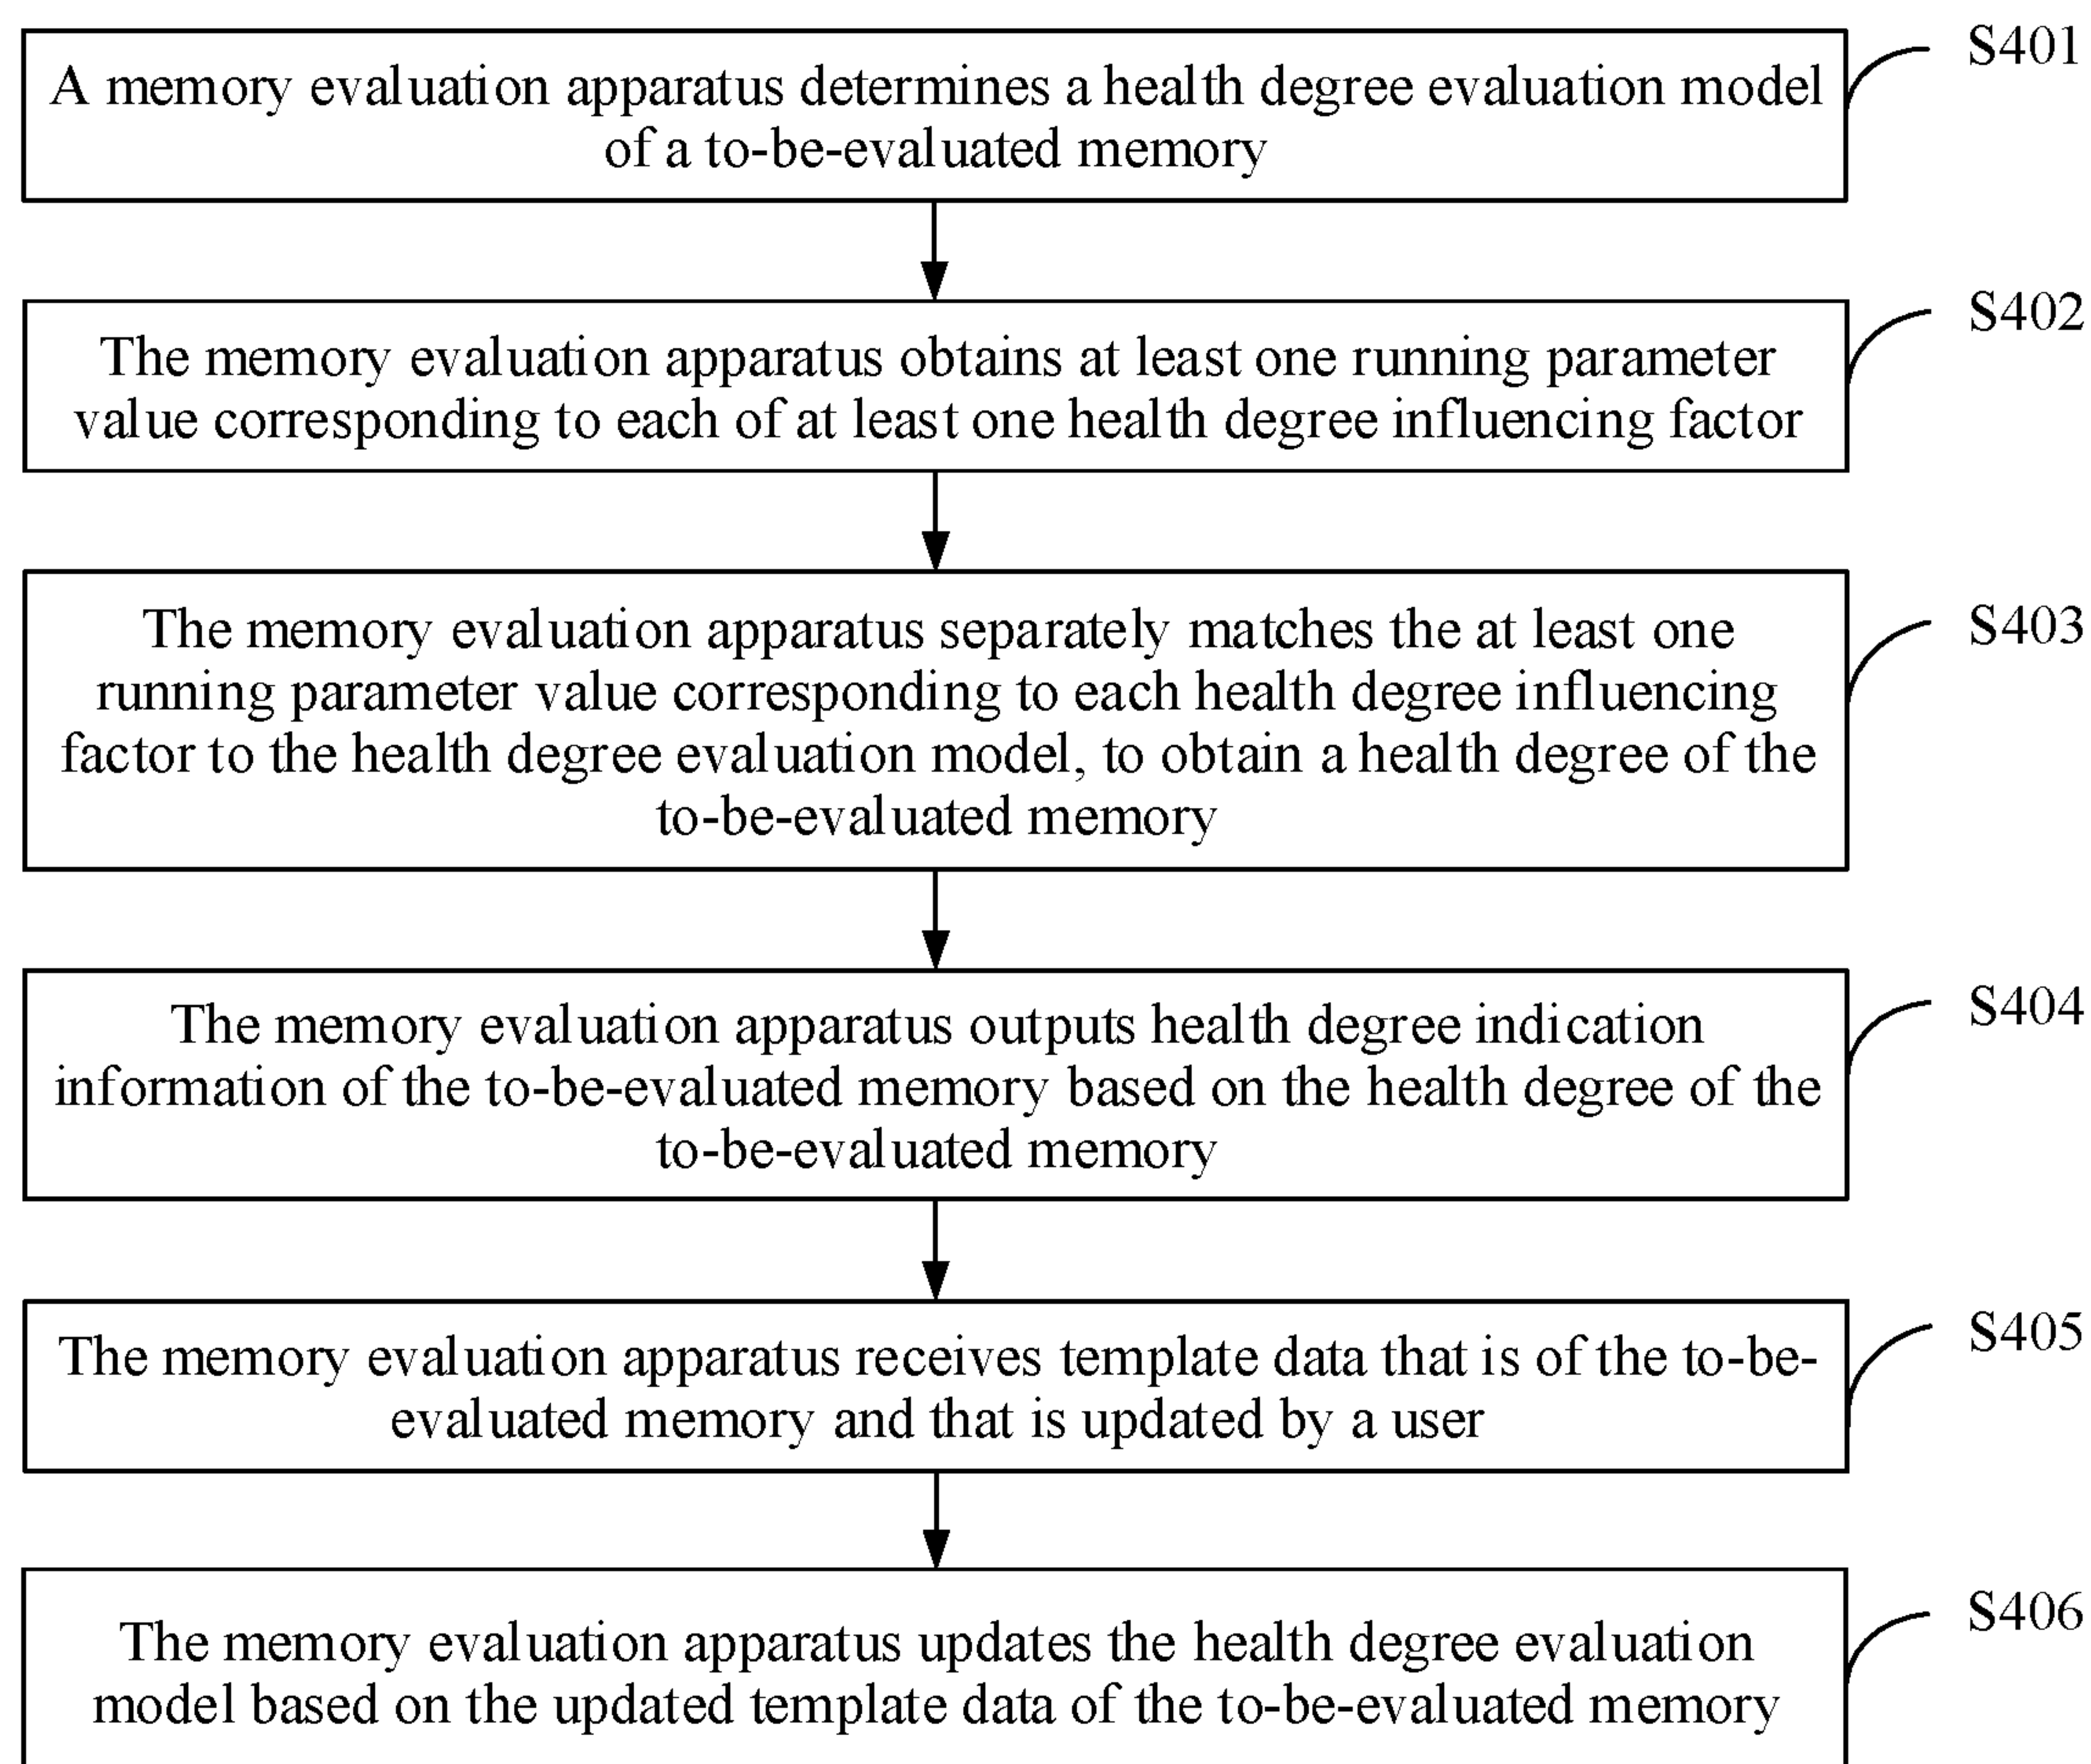 A memory evaluation apparatus determines a health degree evaluation model
of a to-be-evaluated memory
S401
The memory evaluation apparatus obtains at least one running parameter
value corresponding to each of at least one health degree influencing factor
S402
The memory evaluation apparatus separately matches the at least one
running parameter value corresponding to each health degree influencing
factor to the health degree evaluation model, to obtain a health degree of the
to-be-evaluated memory
S403
The memory evaluation apparatus outputs health degree indication
information of the to-be-evaluated memory based on the health degree of the
to-be-evaluated memory
S404
The memory evaluation apparatus receives template data that is of the to-be-
evaluated memory and that is updated by a user
S405
The memory evaluation apparatus updates the health degree evaluation
model based on the updated template data of the to-be-evaluated memory
S406